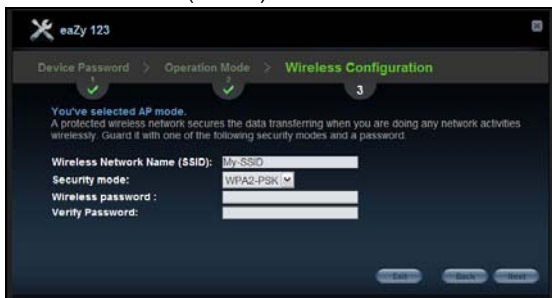 eaZy 123
Device Password > Operation Mode > Wireless Configuration
1 2 3
You've selected AP mode.
A protected wireless network secures the data transferring when you are doing any network activities
wirelessly. Guard it with one of the following security modes and a password.
Wireless Network Name (SSID): My-SSID
Security mode: WPA2-PSK
Wireless password :
Verify Password:
Exit Back Next